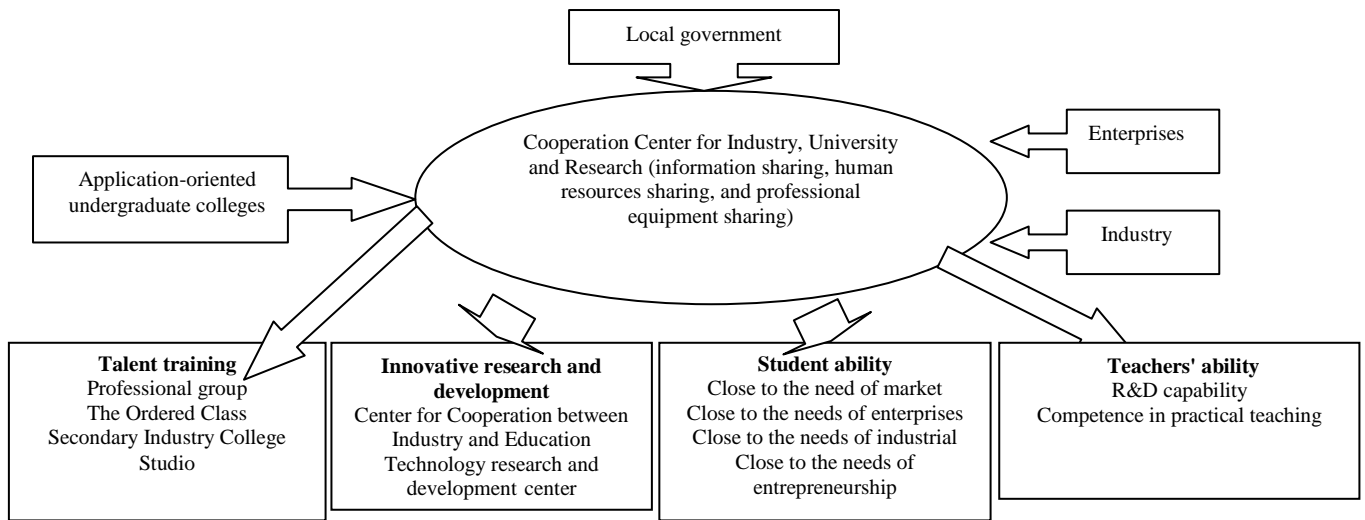 Local government
Cooperation Center for Industry, University
and Research (information sharing, human
resources sharing, and professional
equipment sharing)
Enterprises
Application-oriented
undergraduate colleges
Industry
Talent training
Professional group
The Ordered Class
Secondary Industry College
Studio
Innovative research and
development
Center for Cooperation between
Industry and Education
Technology research and
development center
Student ability
Close to the need of market
Close to the needs of enterprises
Close to the needs of industrial
Close to the needs of
entrepreneurship
Teachers' ability
R&D capability
Competence in practical teaching